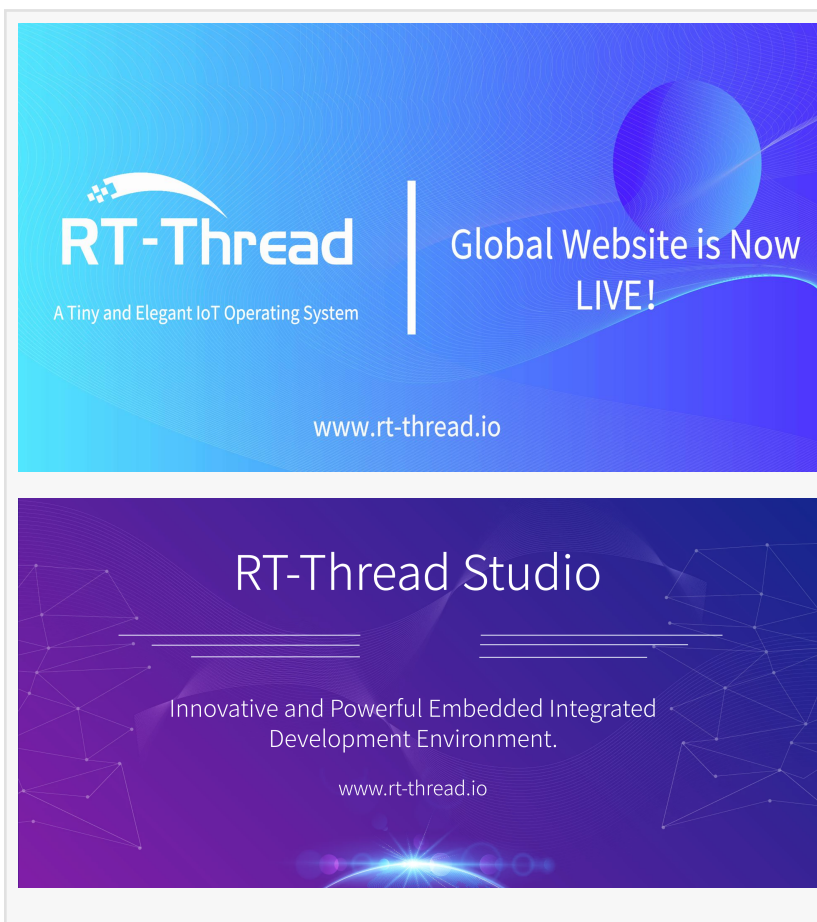 RT-Thread
A Tiny and Elegant IoT Operating System
Global Website is Now
LIVE!
www.rt-thread.io
RT-Thread Studio
Innovative and Powerful Embedded Integrated
Development Environment.
www.rt-thread.io